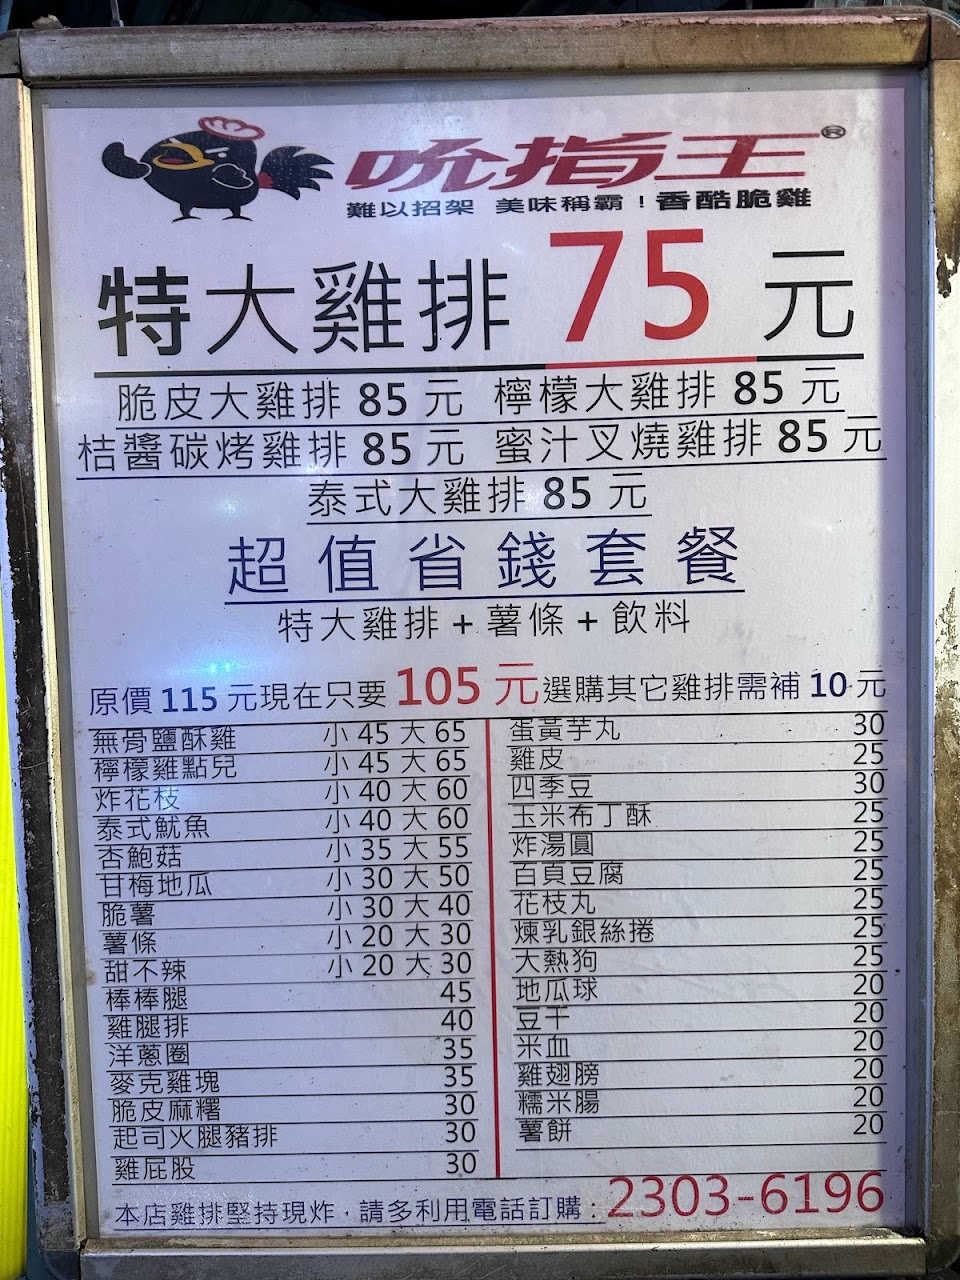 吮指王®
難以招架 美味稱霸！香酷脆雞
特大雞排 75 元
脆皮大雞排 85 元 檸檬大雞排 85 元
桔醬碳烤雞排 85 元 蜜汁叉燒雞排 85 元
泰式大雞排 85 元
超值省錢套餐
特大雞排 + 薯條 + 飲料
原價 115 元現在只要 105 元選購其它雞排需補 10 元
無骨鹽酥雞 小 45 大 65
檸檬雞點兒 小 45 大 65
炸花枝 小 40 大 60
泰式魷魚 小 40 大 60
杏鮑菇 小 35 大 55
甘梅地瓜 小 30 大 50
脆薯 小 30 大 40
薯條 小 20 大 30
甜不辣 小 20 大 30
棒棒腿 45
雞腿排 40
洋蔥圈 35
麥克雞塊 35
脆皮麻糬 30
起司火腿豬排 30
雞屁股 30
蛋黃芋丸 30
雞皮 25
四季豆 30
玉米布丁酥 25
炸湯圓 25
百頁豆腐 25
花枝丸 25
煉乳銀絲捲 25
大熱狗 25
地瓜球 20
豆干 20
米血 20
雞翅膀 20
糯米腸 20
薯餅 20
本店雞排堅持現炸．請多利用電話訂購：2303-6196